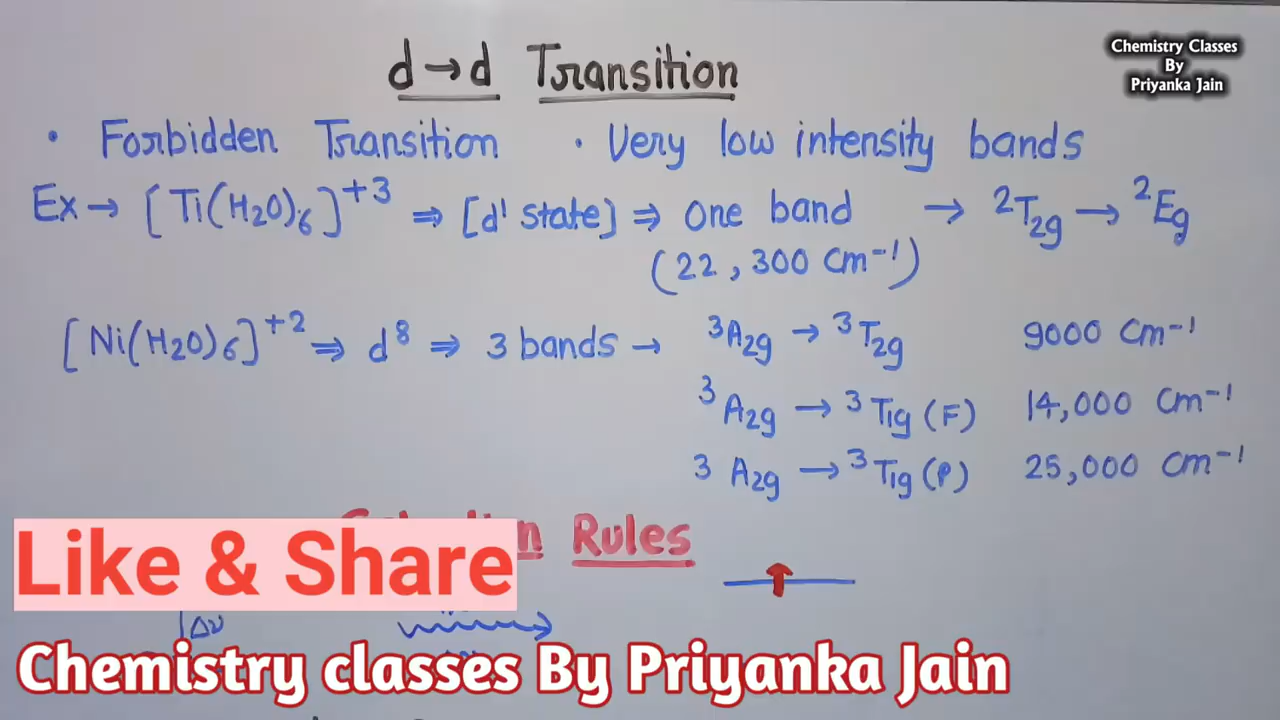 d→d Transition
Chemistry Classes
By
Priyanka Jain
• Forbidden Transition • Very low intensity bands
Ex → [Ti(H₂O)₆]⁺³ ⇒ [d¹ state] ⇒ One band → ²T₂g → ²Eg
(22,300 Cm⁻¹)
[Ni(H₂O)₆]⁺² ⇒ d⁸ ⇒ 3 bands → ³A₂g → ³T₂g 9000 Cm⁻¹
³A₂g → ³T₁g (F) 14,000 Cm⁻¹
³A₂g → ³T₁g (P) 25,000 Cm⁻¹
Rules
Like & Share
Chemistry classes By Priyanka Jain